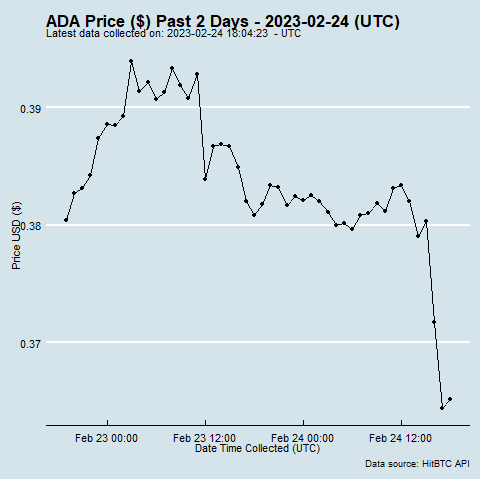 ADA Price ($) Past 2 Days - 2023-02-24 (UTC)
Latest data collected on: 2023-02-24 18:04:23 - UTC
0.39
0.38
0.37
Price USD ($)
Feb 23 00:00 Feb 23 12:00 Feb 24 00:00 Feb 24 12:00
Date Time Collected (UTC)
Data source: HitBTC API